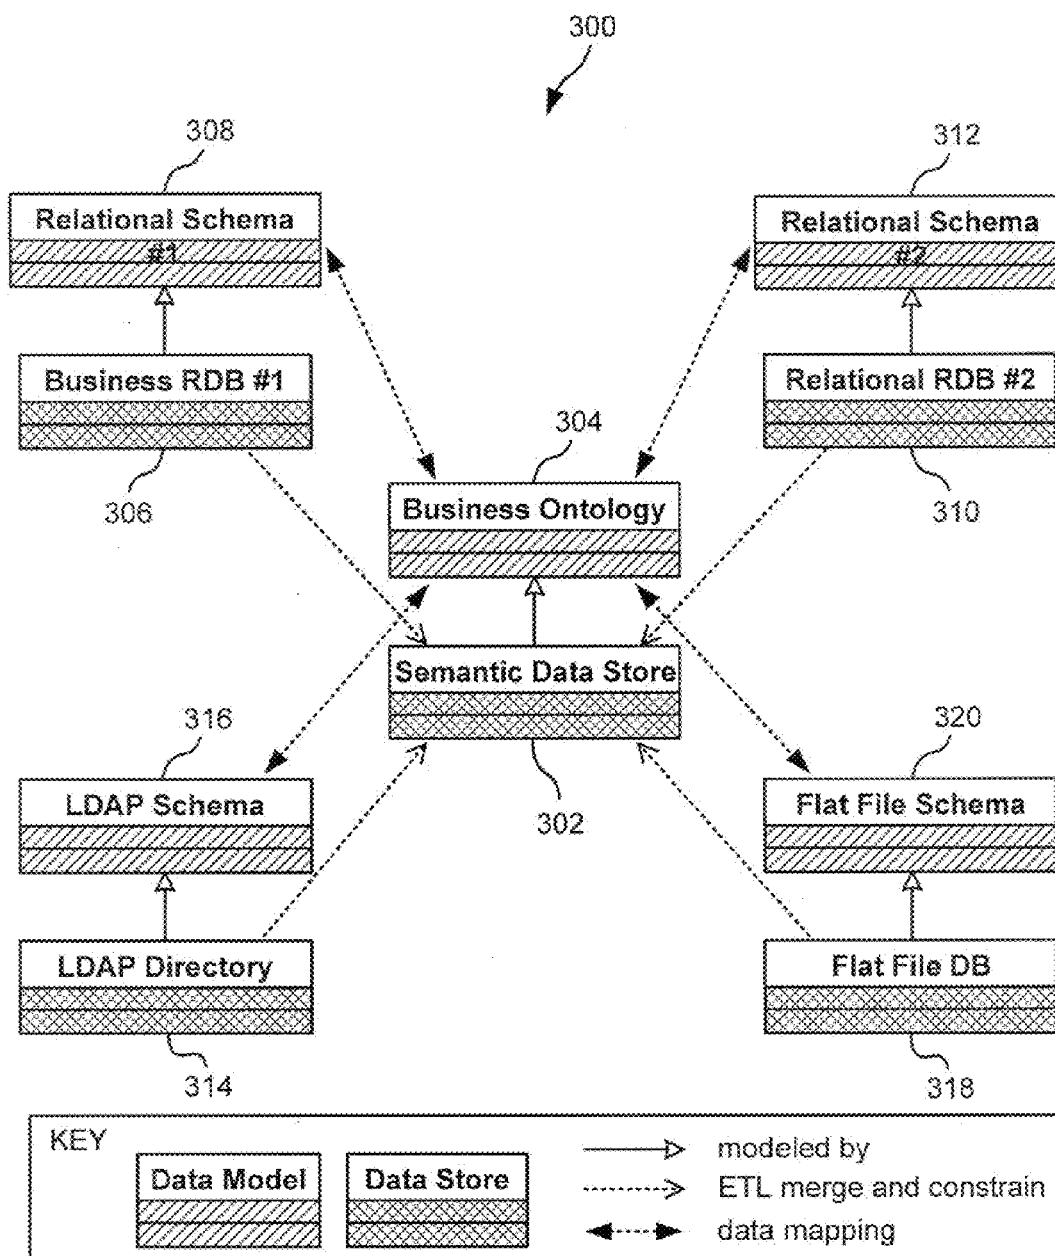 300
308
312
Relational Schema
#1
Relational Schema
#2
Business RDB #1
Relational RDB #2
304
306
310
Business Ontology
Semantic Data Store
316
320
LDAP Schema
302
Flat File Schema
LDAP Directory
Flat File DB
314
318
KEY
Data Model
Data Store
modeled by
ETL merge and constrain
data mapping